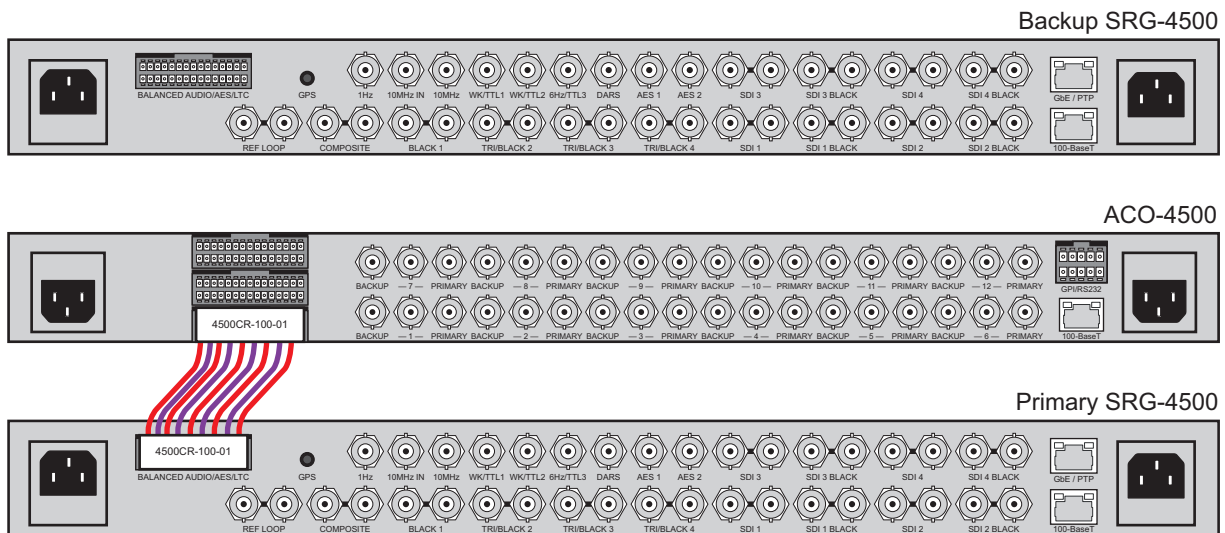 Backup SRG-4500
BALANCED AUDIO/AES/LTC GPS 1Hz 10MHz IN 10MHz WK/TTL1 WK/TTL2 6Hz/TTL3 DARS AES 1 AES 2 SDI 3 SDI 3 BLACK SDI 4 SDI 4 BLACK GbE / PTP
REF LOOP COMPOSITE BLACK 1 TRI/BLACK 2 TRI/BLACK 3 TRI/BLACK 4 SDI 1 SDI 1 BLACK SDI 2 SDI 2 BLACK 100-BaseT
ACO-4500
BACKUP — 7 — PRIMARY BACKUP — 8 — PRIMARY BACKUP — 9 — PRIMARY BACKUP — 10 — PRIMARY BACKUP — 11 — PRIMARY BACKUP — 12 — PRIMARY GPI/RS232
4500CR-100-01
BACKUP — 1 — PRIMARY BACKUP — 2 — PRIMARY BACKUP — 3 — PRIMARY BACKUP — 4 — PRIMARY BACKUP — 5 — PRIMARY BACKUP — 6 — PRIMARY 100-BaseT
Primary SRG-4500
4500CR-100-01
BALANCED AUDIO/AES/LTC GPS 1Hz 10MHz IN 10MHz WK/TTL1 WK/TTL2 6Hz/TTL3 DARS AES 1 AES 2 SDI 3 SDI 3 BLACK SDI 4 SDI 4 BLACK GbE / PTP
REF LOOP COMPOSITE BLACK 1 TRI/BLACK 2 TRI/BLACK 3 TRI/BLACK 4 SDI 1 SDI 1 BLACK SDI 2 SDI 2 BLACK 100-BaseT